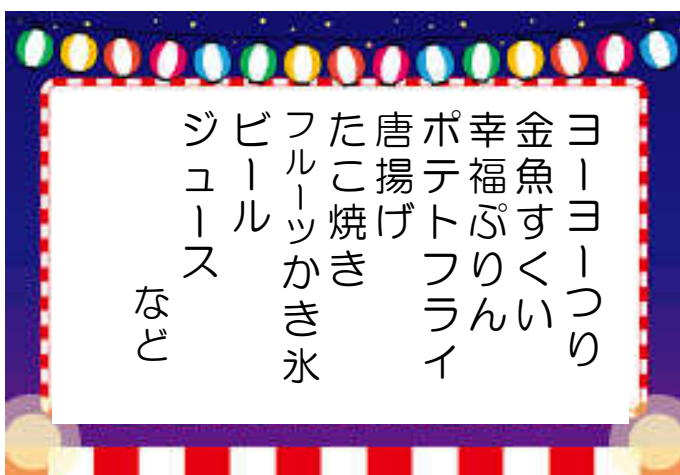 ヨーヨーつり
金魚すくい
幸福ぷりん
ポテトフライ
唐揚げ
たこ焼き
フルーツかき氷
ビール
ジュース
など